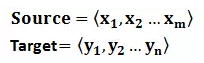 Source = ⟨x₁,x₂ ...xₘ⟩
Target= ⟨y₁,y₂ ...yₙ⟩